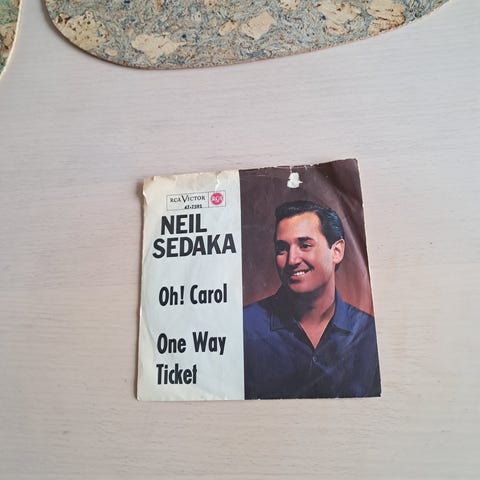 RCA VICTOR RCA
47-7595
NEIL
SEDAKA
Oh! Carol
One Way
Ticket